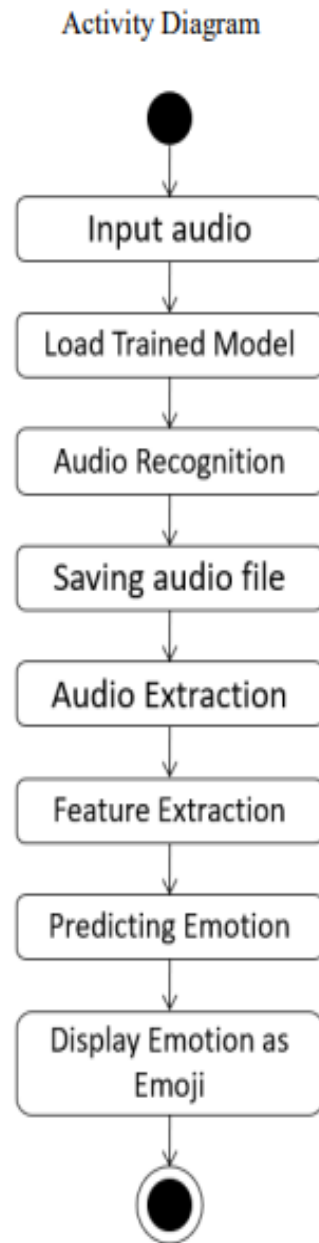 Activity Diagram
Input audio
Load Trained Model
Audio Recognition
Saving audio file
Audio Extraction
Feature Extraction
Predicting Emotion
Display Emotion as
Emoji